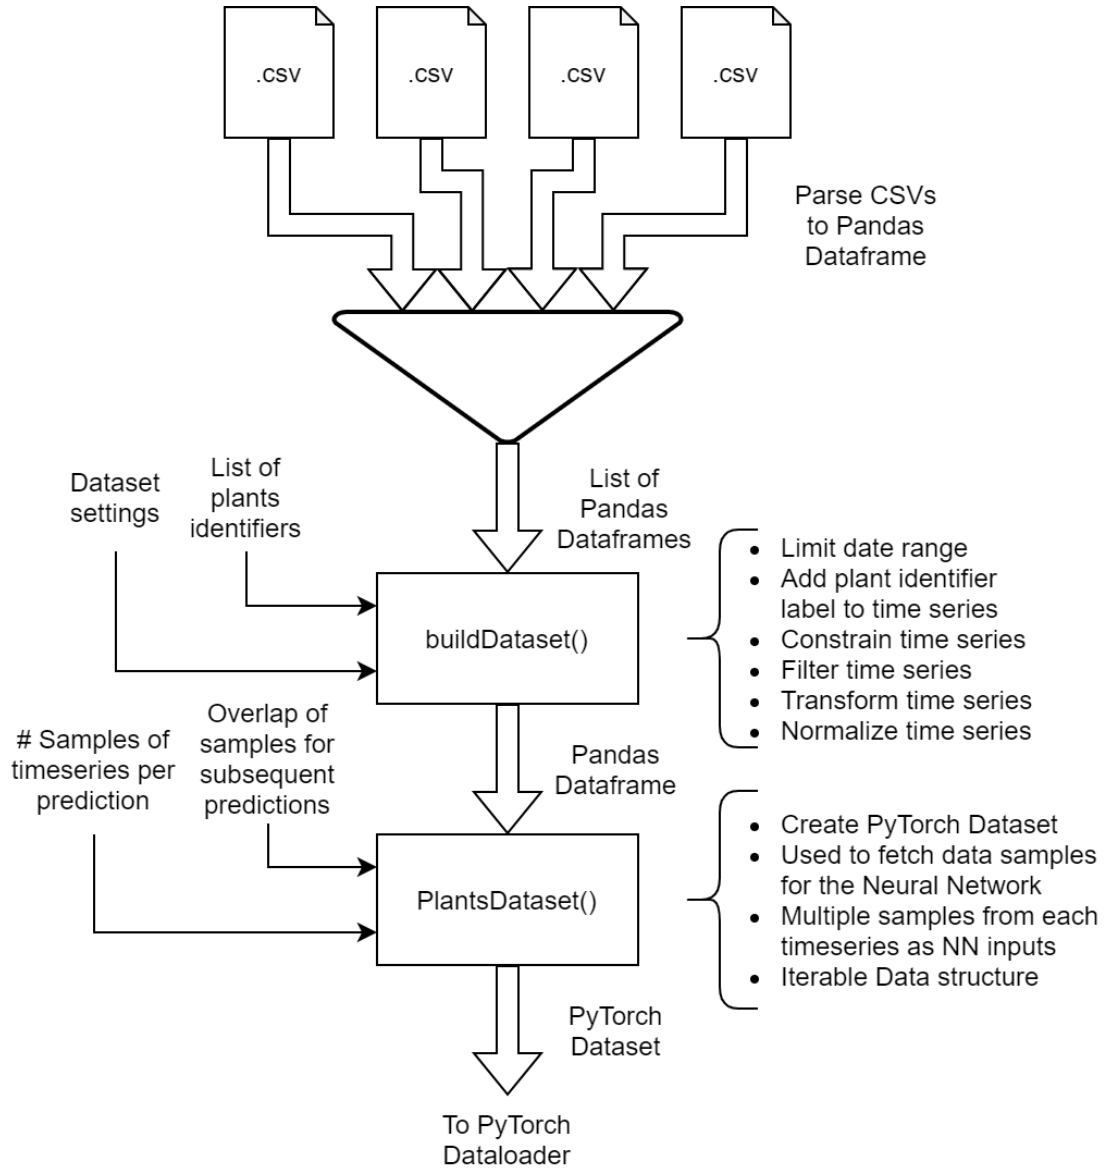 .csv
.csv
.csv
.csv
Parse CSVs
to Pandas
Dataframe
List of
Pandas
Dataframes
Dataset
settings
List of
plants
identifiers
buildDataset()
• Limit date range
• Add plant identifier
label to time series
• Constrain time series
• Filter time series
• Transform time series
• Normalize time series
# Samples of
timeseries per
prediction
Overlap of
samples for
subsequent
predictions
Pandas
Dataframe
PlantsDataset()
• Create PyTorch Dataset
• Used to fetch data samples
for the Neural Network
• Multiple samples from each
timeseries as NN inputs
• Iterable Data structure
PyTorch
Dataset
To PyTorch
Dataloader